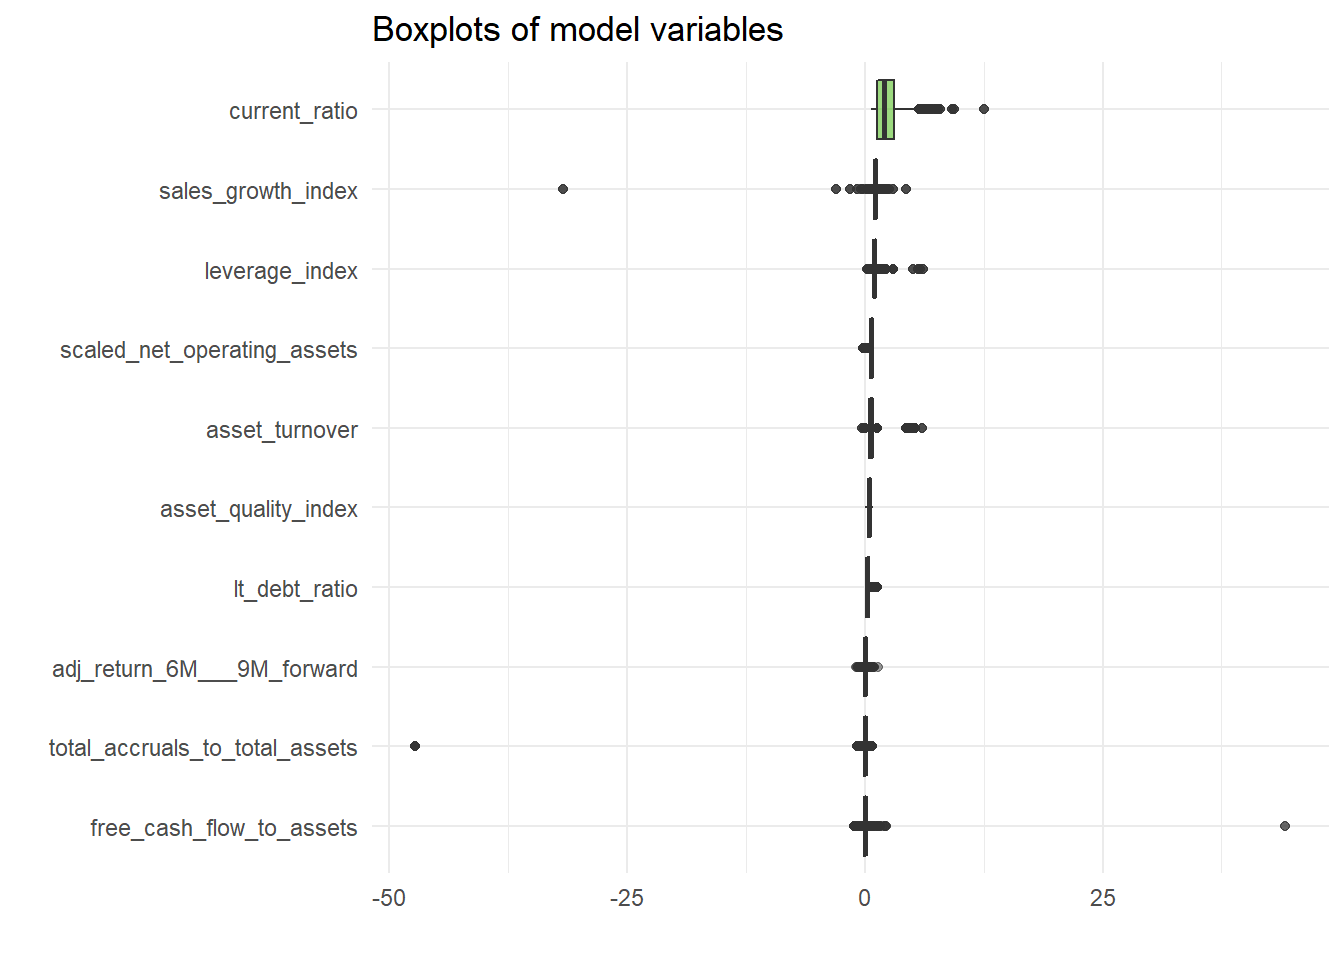 Boxplots of model variables
current_ratio
sales_growth_index
leverage_index
scaled_net_operating_assets
asset_turnover
asset_quality_index
lt_debt_ratio
adj_return_6M___9M_forward
total_accruals_to_total_assets
free_cash_flow_to_assets
-50 -25 0 25